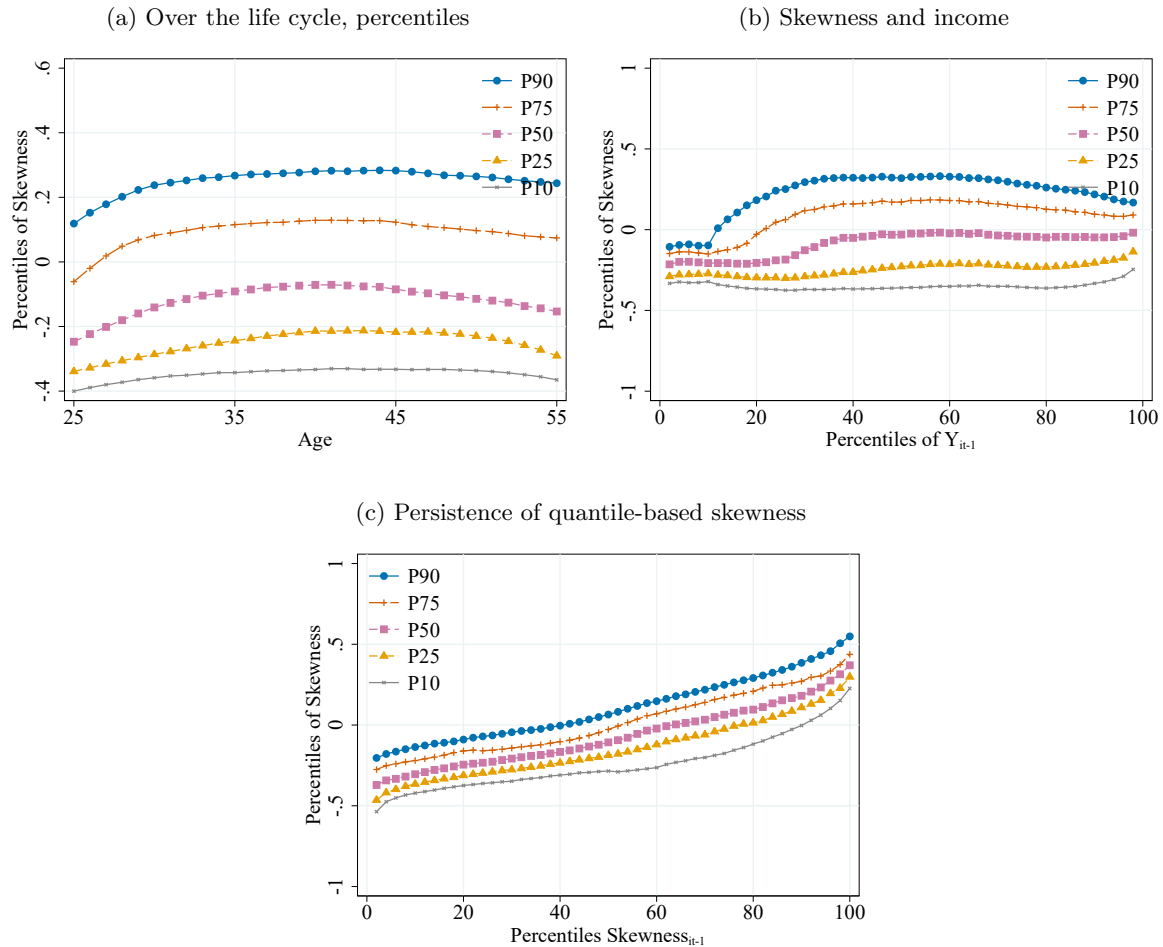 (a) Over the life cycle, percentiles
Percentiles of Skewness
.6
.4
.2
0
-.2
-.4
25
35
45
55
Age
P90
P75
P50
P25
P10
(b) Skewness and income
Percentiles of Skewness
1
.5
0
-.5
-1
0
20
40
60
80
100
Percentiles of Y_it-1
P90
P75
P50
P25
P10
(c) Persistence of quantile-based skewness
Percentiles of Skewness
1
.5
0
-.5
-1
0
20
40
60
80
100
Percentiles Skewness_it-1
P90
P75
P50
P25
P10